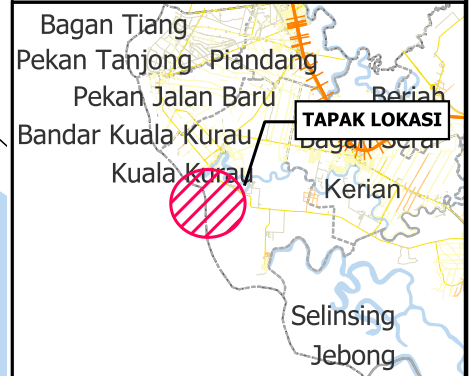 Bagan Tiang
Pekan Tanjong Piandang
Pekan Jalan Baru
Beriah
TAPAK LOKASI
Bandar Kuala Kurau
Bagan Serai
Kuala Kurau
Kerian
Selinsing
Jebong